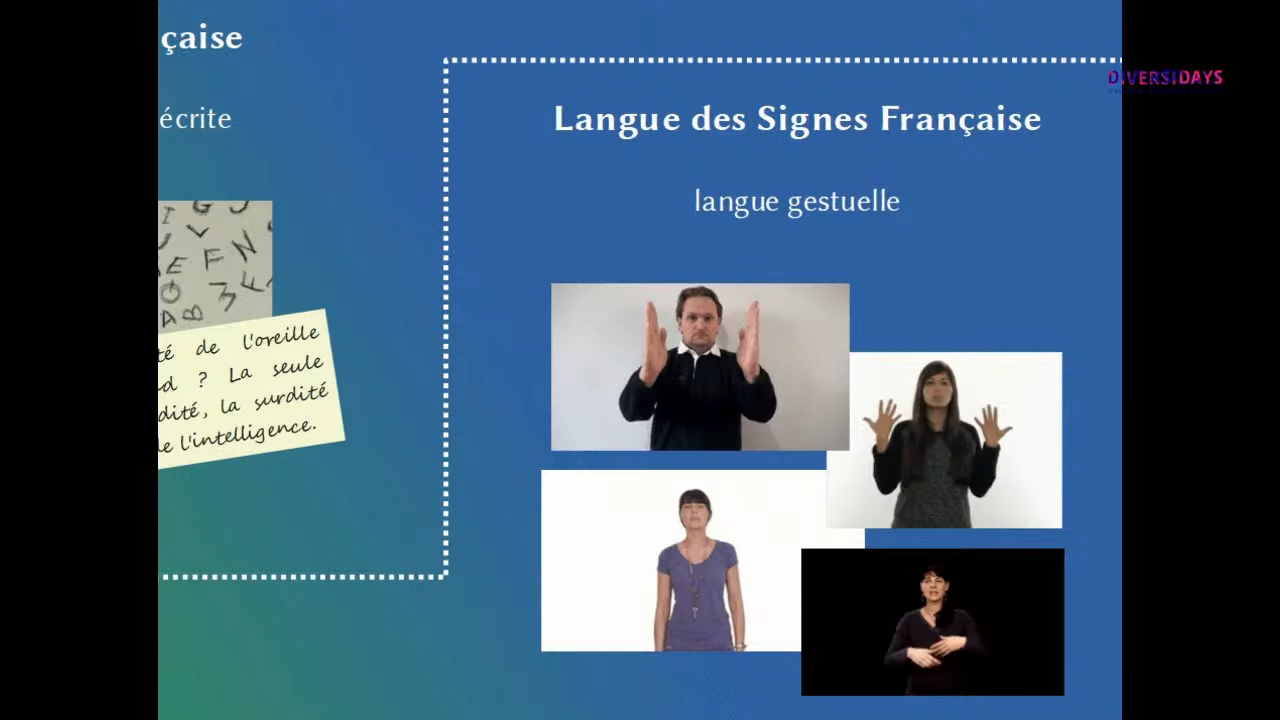 çaise
écrite
té de l'oreille
d ? La seule
dité, la surdité
e l'intelligence.
Langue des Signes Française
langue gestuelle
DIVERSIDAYS